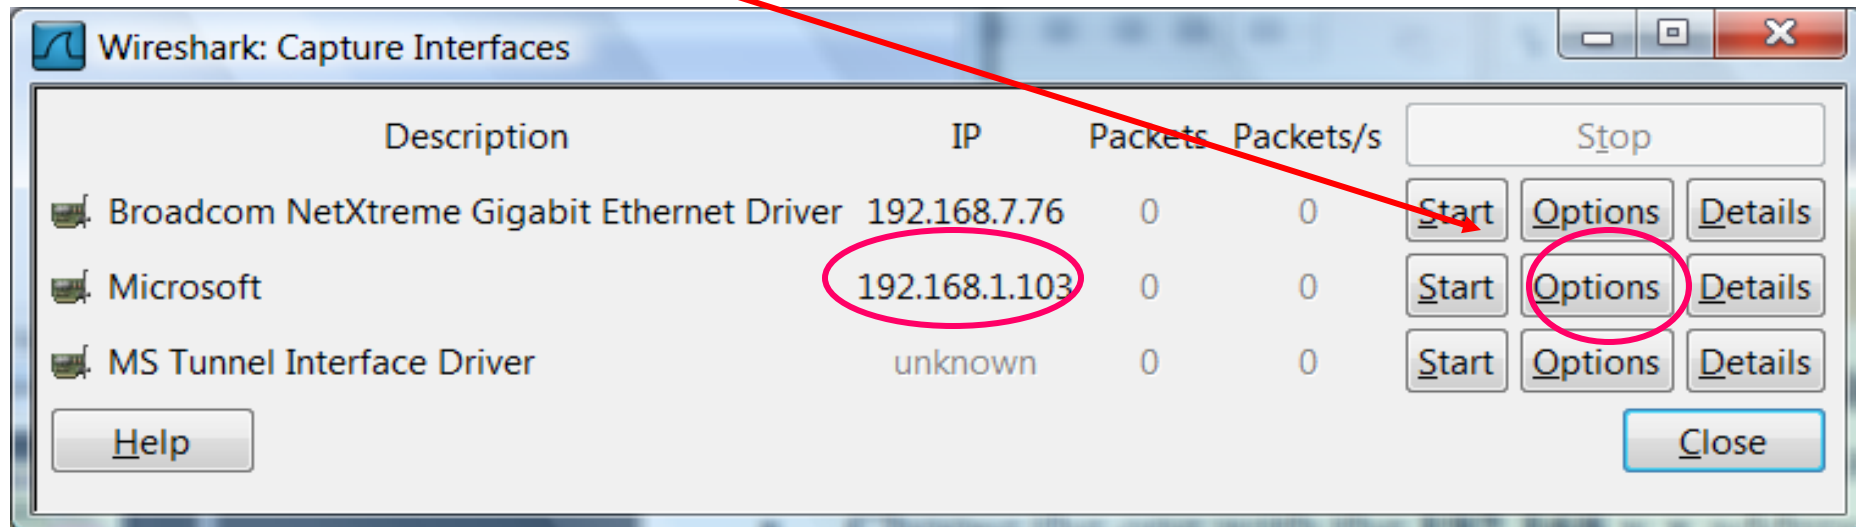 Wireshark: Capture Interfaces
Description IP Packets Packets/s Stop
Broadcom NetXtreme Gigabit Ethernet Driver 192.168.7.76 0 0 Start Options Details
Microsoft 192.168.1.103 0 0 Start Options Details
MS Tunnel Interface Driver unknown 0 0 Start Options Details
Help Close